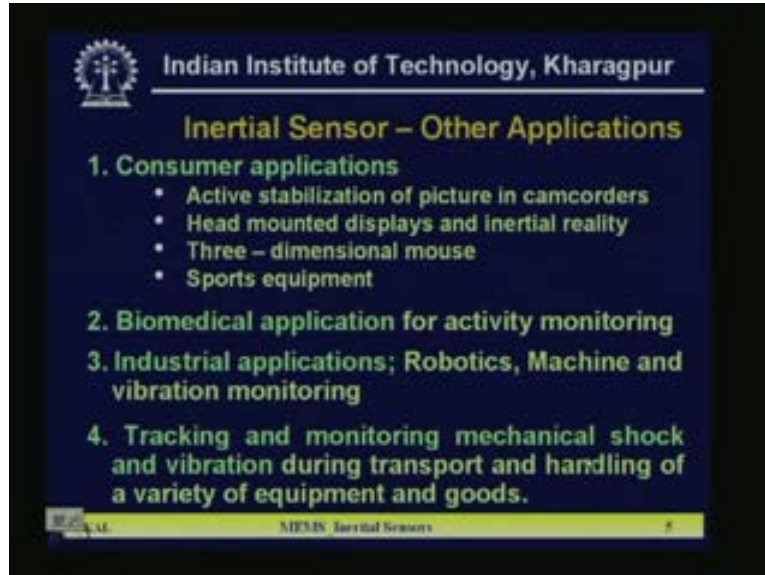 Indian Institute of Technology, Kharagpur
Inertial Sensor – Other Applications
1. Consumer applications
• Active stabilization of picture in camcorders
• Head mounted displays and inertial reality
• Three – dimensional mouse
• Sports equipment
2. Biomedical application for activity monitoring
3. Industrial applications; Robotics, Machine and
vibration monitoring
4. Tracking and monitoring mechanical shock
and vibration during transport and handling of
a variety of equipment and goods.
MEMS_Inertial Sensors